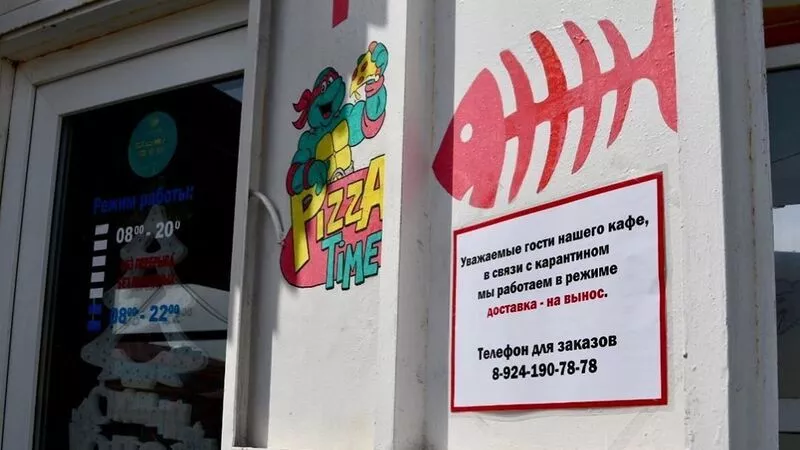 Режим работы:
08⁰⁰ - 20⁰
08⁰⁰ - 22⁰⁰
PIZZA
TIME
Уважаемые гости нашего кафе,
в связи с карантином
мы работаем в режиме
доставка - на вынос.
Телефон для заказов
8-924-190-78-78